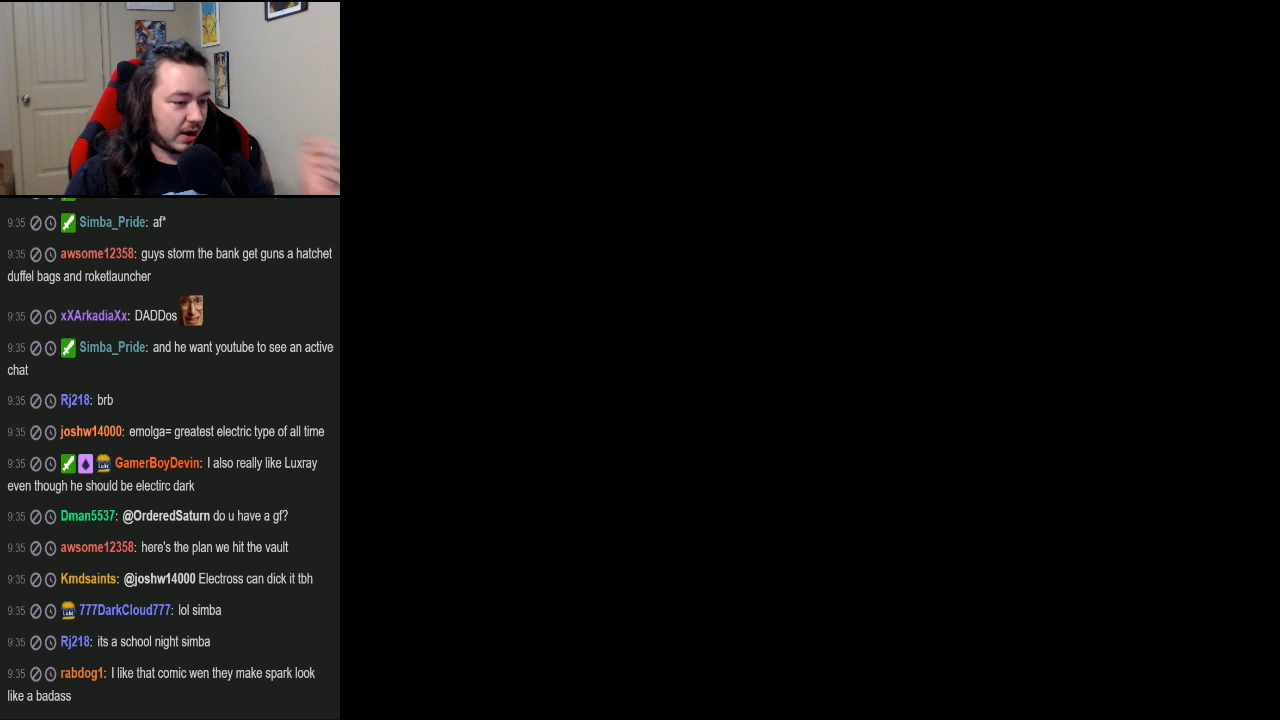 9:35 Simba_Pride: af*
9:35 awsome12358: guys storm the bank get guns a hatchet
duffel bags and roketlauncher
9:35 xXArkadiaXx: DADDos
9:35 Simba_Pride: and he want youtube to see an active
chat
9:35 Rj218: brb
9:35 joshw14000: emolga= greatest electric type of all time
9:35 GamerBoyDevin: I also really like Luxray
even though he should be electirc dark
9:35 Dman5537: @OrderedSaturn do u have a gf?
9:35 awsome12358: here's the plan we hit the vault
9:35 Kmdsaints: @joshw14000 Electross can dick it tbh
9:35 777DarkCloud777: lol simba
9:35 Rj218: its a school night simba
9:35 rabdog1: I like that comic wen they make spark look
like a badass